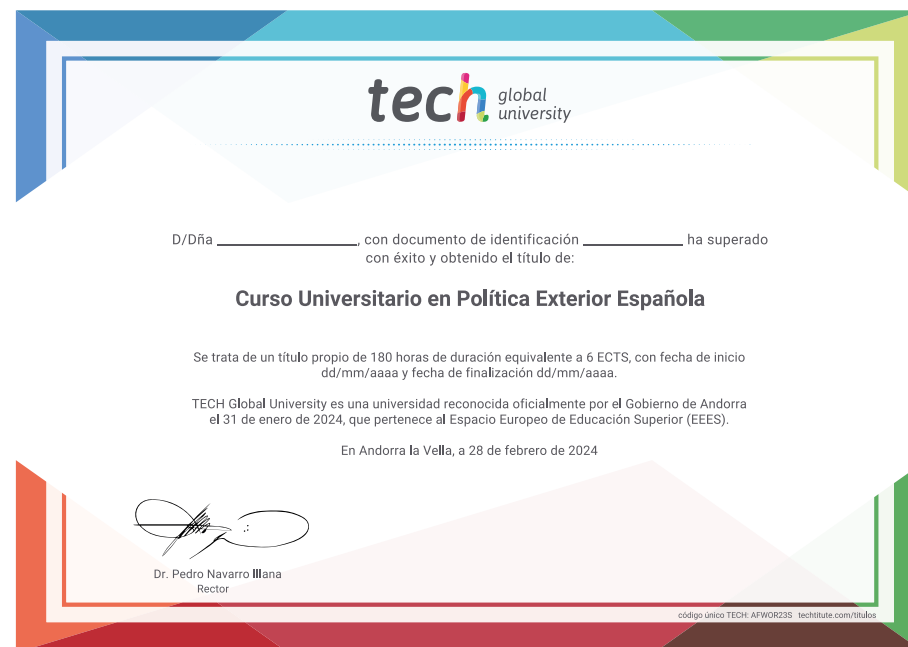 tech global university
D/Dña ____________________, con documento de identificación ______________ ha superado
con éxito y obtenido el título de:
Curso Universitario en Política Exterior Española
Se trata de un título propio de 180 horas de duración equivalente a 6 ECTS, con fecha de inicio
dd/mm/aaaa y fecha de finalización dd/mm/aaaa.
TECH Global University es una universidad reconocida oficialmente por el Gobierno de Andorra
el 31 de enero de 2024, que pertenece al Espacio Europeo de Educación Superior (EEES).
En Andorra la Vella, a 28 de febrero de 2024
Dr. Pedro Navarro Illana
Rector
código único TECH: AFWOR23S techtitute.com/titulos